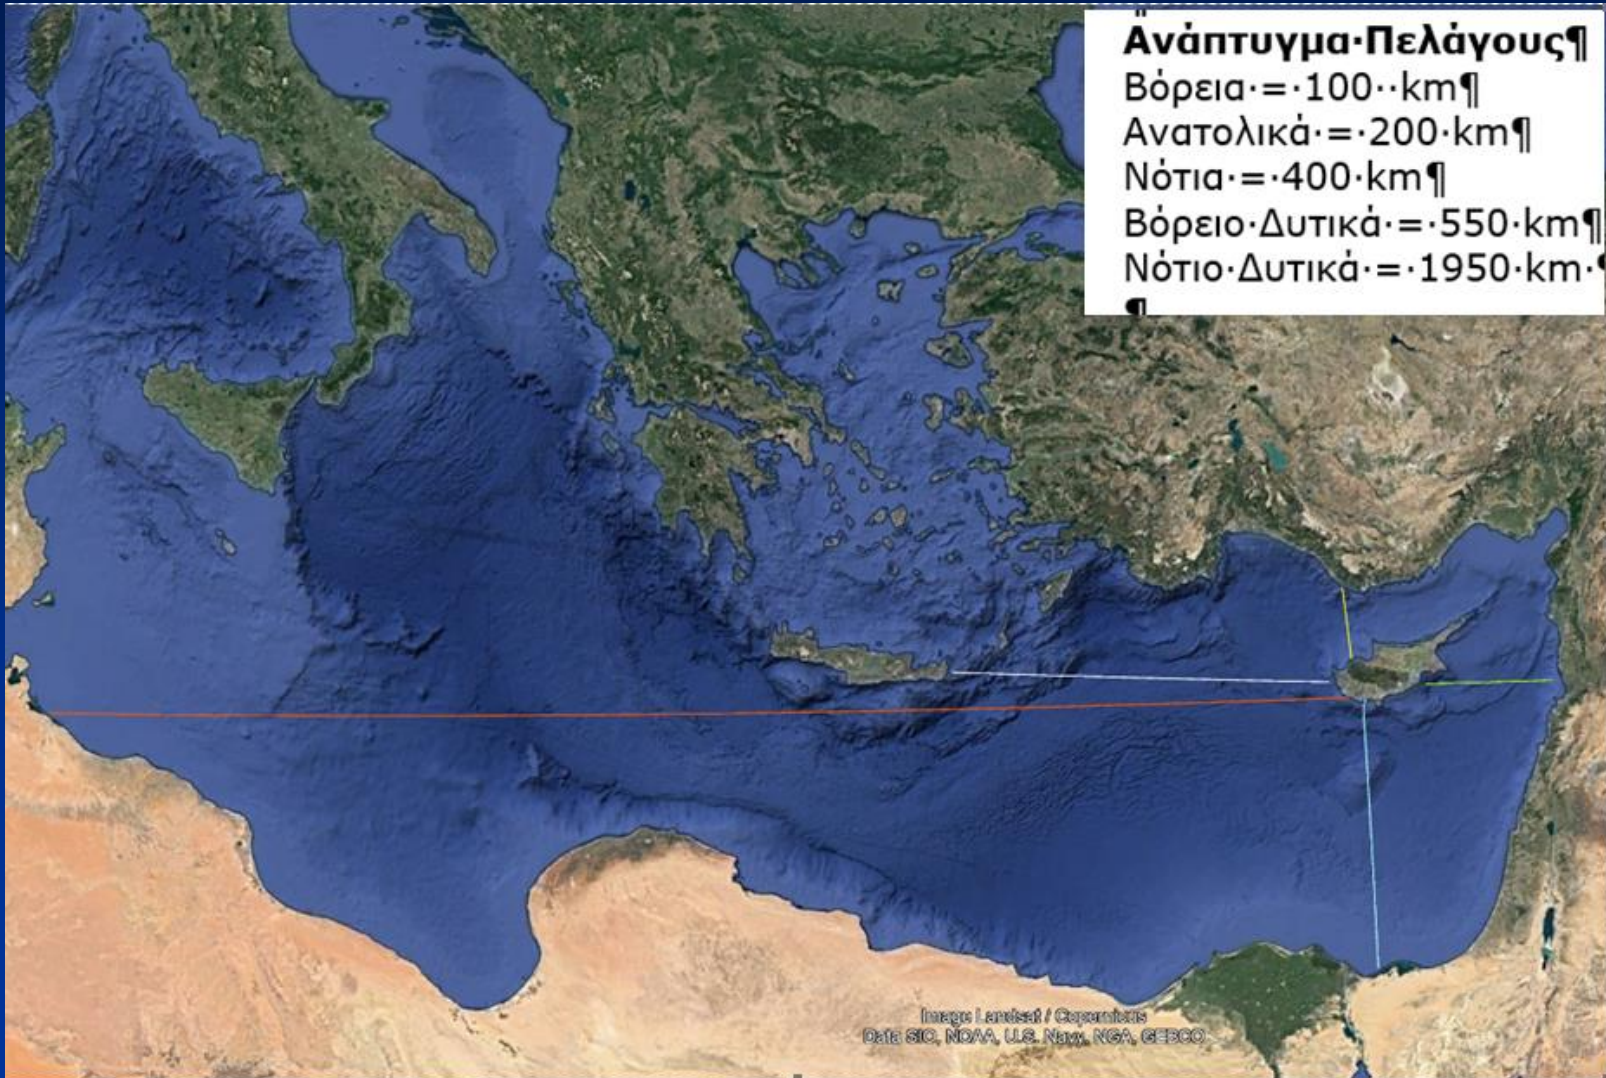 Ανάπτυγμα·Πελάγους¶
Βόρεια·=·100··km¶
Ανατολικά·=·200·km¶
Νότια·=·400·km¶
Βόρειο·Δυτικά·=·550·km¶
Νότιο·Δυτικά·=·1950·km·¶
¶
Image Landsat / Copernicus
Data SIO, NOAA, U.S. Navy, NGA, GEBCO